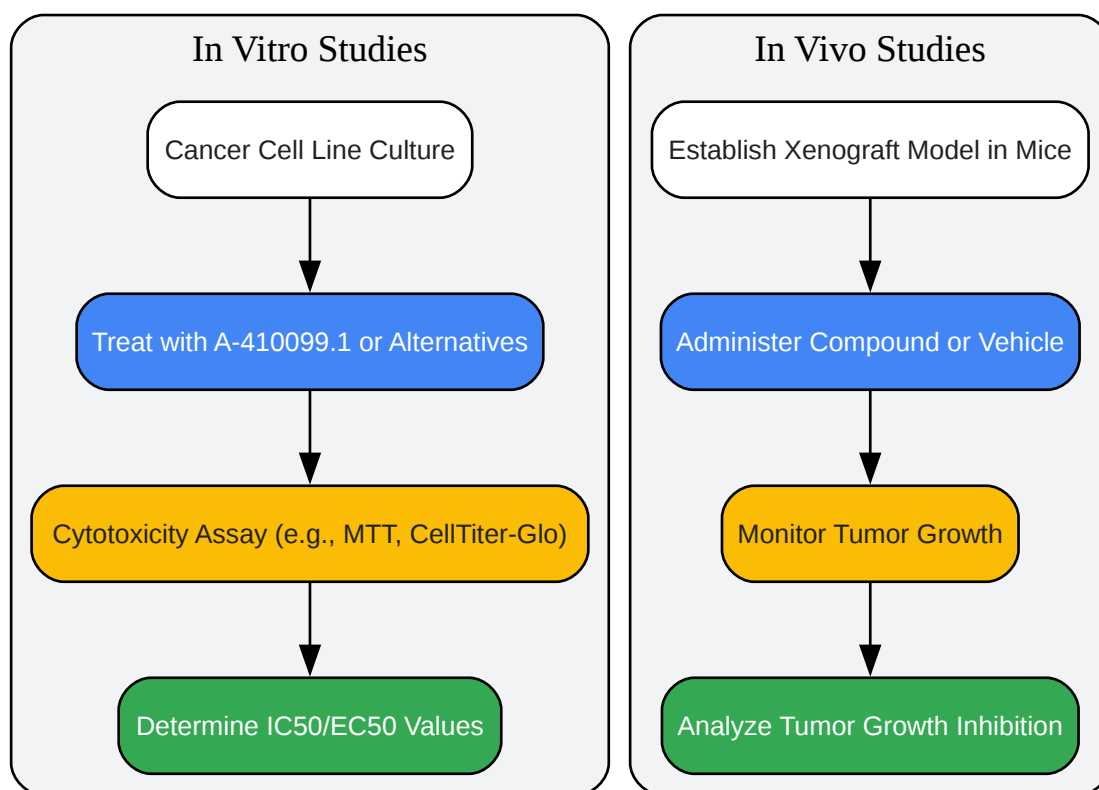 In Vitro Studies
Cancer Cell Line Culture
Treat with A-410099.1 or Alternatives
Cytotoxicity Assay (e.g., MTT, CellTiter-Glo)
Determine IC50/EC50 Values
In Vivo Studies
Establish Xenograft Model in Mice
Administer Compound or Vehicle
Monitor Tumor Growth
Analyze Tumor Growth Inhibition